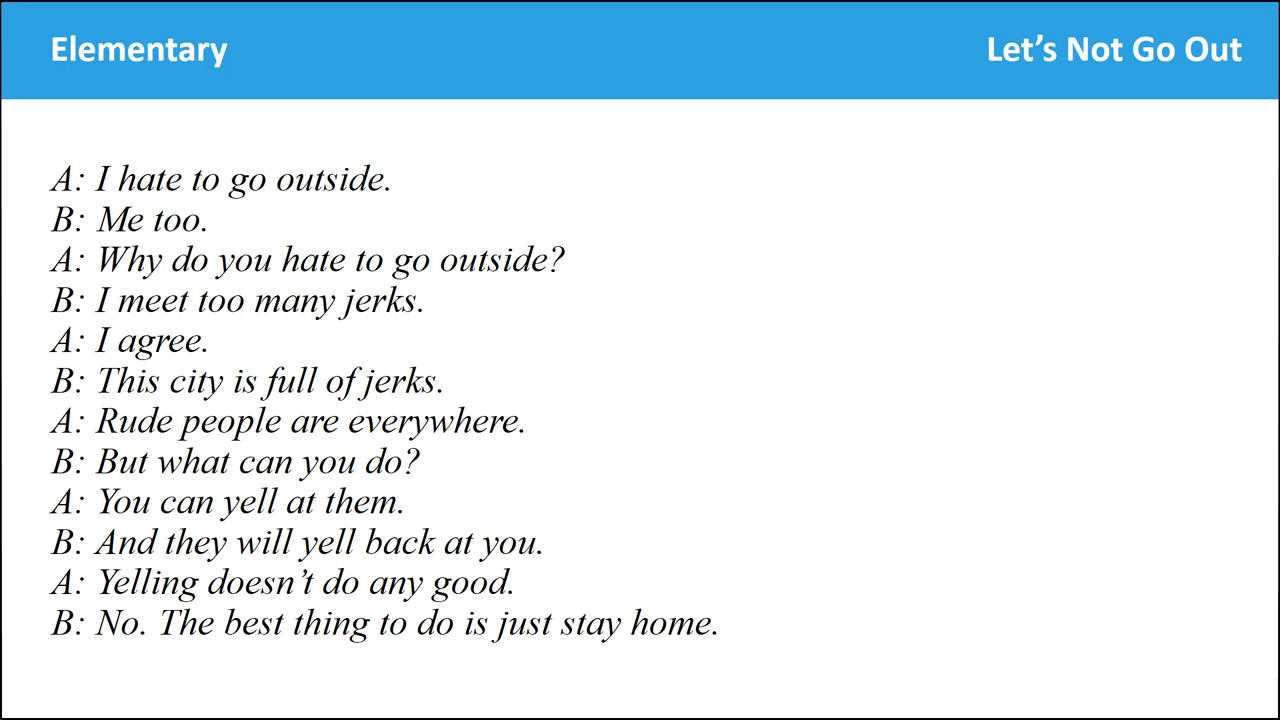 Elementary
Let’s Not Go Out
A: I hate to go outside.
B: Me too.
A: Why do you hate to go outside?
B: I meet too many jerks.
A: I agree.
B: This city is full of jerks.
A: Rude people are everywhere.
B: But what can you do?
A: You can yell at them.
B: And they will yell back at you.
A: Yelling doesn’t do any good.
B: No. The best thing to do is just stay home.